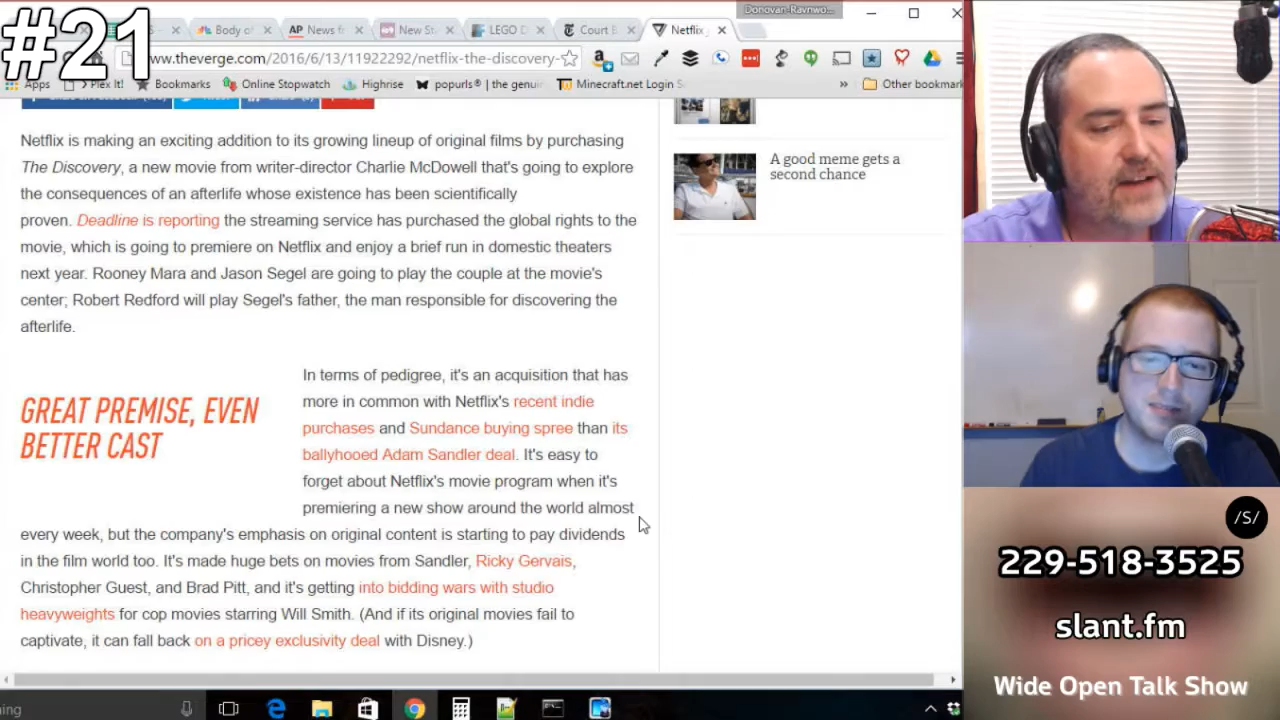 #21
Donovan-Ravnwo...
Body of
AP News fr
New St
LEGO D
Court B
Netflix
www.theverge.com/2016/6/13/11922292/netflix-the-discovery-
Apps
Plex It!
Bookmarks
Online Stopwatch
Highrise
popurls® | the genui
Minecraft.net Login S
»
Other bookmark
Netflix is making an exciting addition to its growing lineup of original films by purchasing
The Discovery, a new movie from writer-director Charlie McDowell that's going to explore
the consequences of an afterlife whose existence has been scientifically
proven. Deadline is reporting the streaming service has purchased the global rights to the
movie, which is going to premiere on Netflix and enjoy a brief run in domestic theaters
next year. Rooney Mara and Jason Segel are going to play the couple at the movie's
center; Robert Redford will play Segel's father, the man responsible for discovering the
afterlife.
GREAT PREMISE, EVEN
BETTER CAST
In terms of pedigree, it's an acquisition that has
more in common with Netflix's recent indie
purchases and Sundance buying spree than its
ballyhooed Adam Sandler deal. It's easy to
forget about Netflix's movie program when it's
premiering a new show around the world almost
every week, but the company's emphasis on original content is starting to pay dividends
in the film world too. It's made huge bets on movies from Sandler, Ricky Gervais,
Christopher Guest, and Brad Pitt, and it's getting into bidding wars with studio
heavyweights for cop movies starring Will Smith. (And if its original movies fail to
captivate, it can fall back on a pricey exclusivity deal with Disney.)
A good meme gets a
second chance
/S/
229-518-3525
slant.fm
Wide Open Talk Show